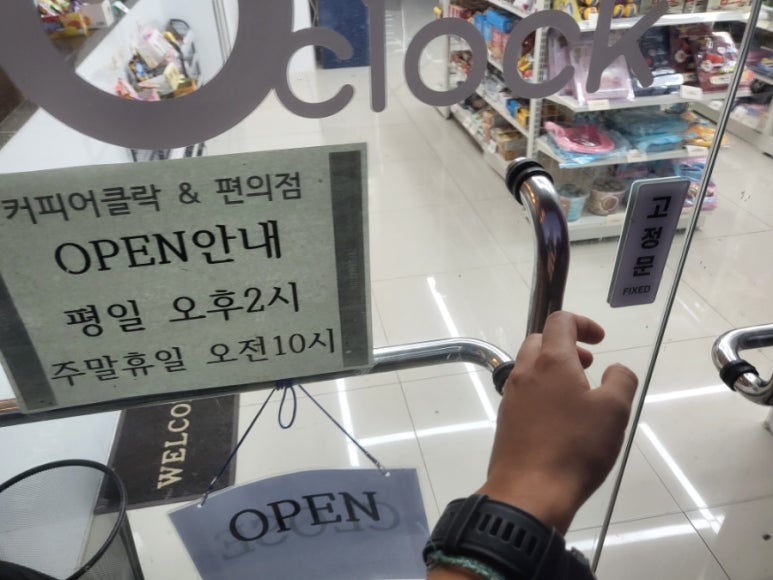 O'clock
커피어클락 & 편의점
OPEN안내
평일 오후2시
주말휴일 오전10시
고정문
FIXED
WELCO
OPEN
CLOSE